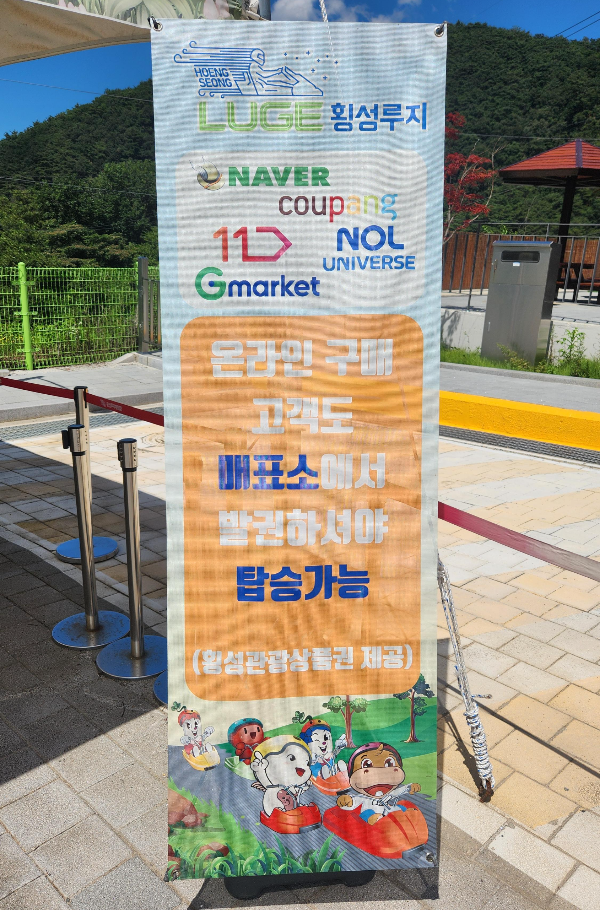 HOENG
SEONG
LUGE 횡성루지
NAVER
coupang
11
NOL
UNIVERSE
Gmarket
온라인 구매
고객도
매표소에서
발권하셔야
탑승가능
(횡성관광상품권 제공)